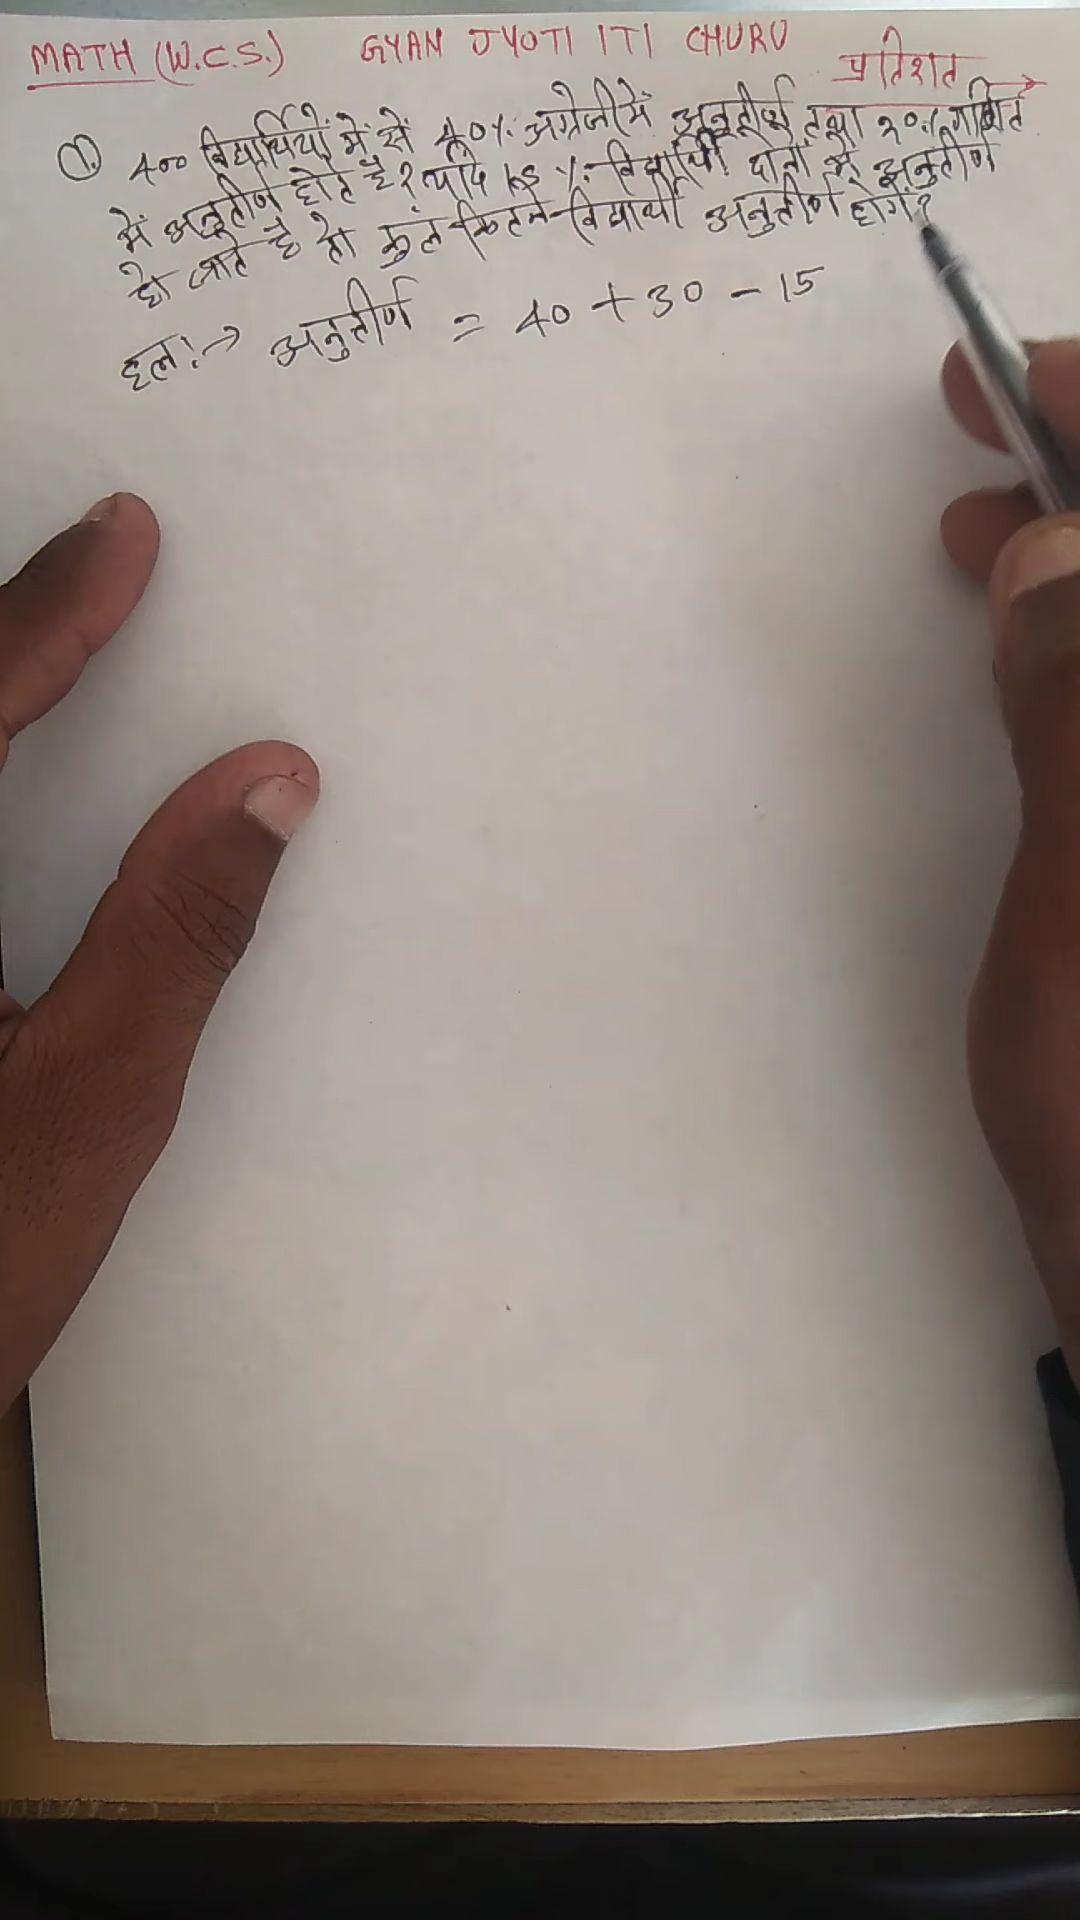 MATH (W.C.S.) GYAN JYOTI ITI CHURU प्रतिशत
①. 400 विद्यार्थियों में से 40% अंग्रेजी में अनुतीर्ण तथा 30% गणित
में अनुतीर्ण होते है? यदि 15% विद्यार्थी दोनों में अनुतीर्ण
हो जाते है तो कुल कितने विद्यार्थी अनुतीर्ण होगें?
हल:→ अनुतीर्ण = 40 + 30 - 15